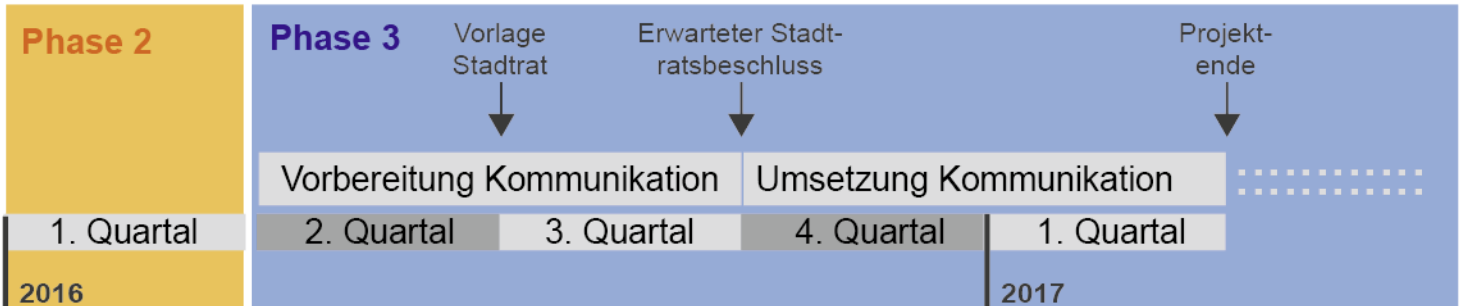 Phase 2
Phase 3
Vorlage
Stadtrat
Erwarteter Stadt-
ratsbeschluss
Projekt-
ende
Vorbereitung Kommunikation
Umsetzung Kommunikation
1. Quartal
2. Quartal
3. Quartal
4. Quartal
1. Quartal
2016
2017